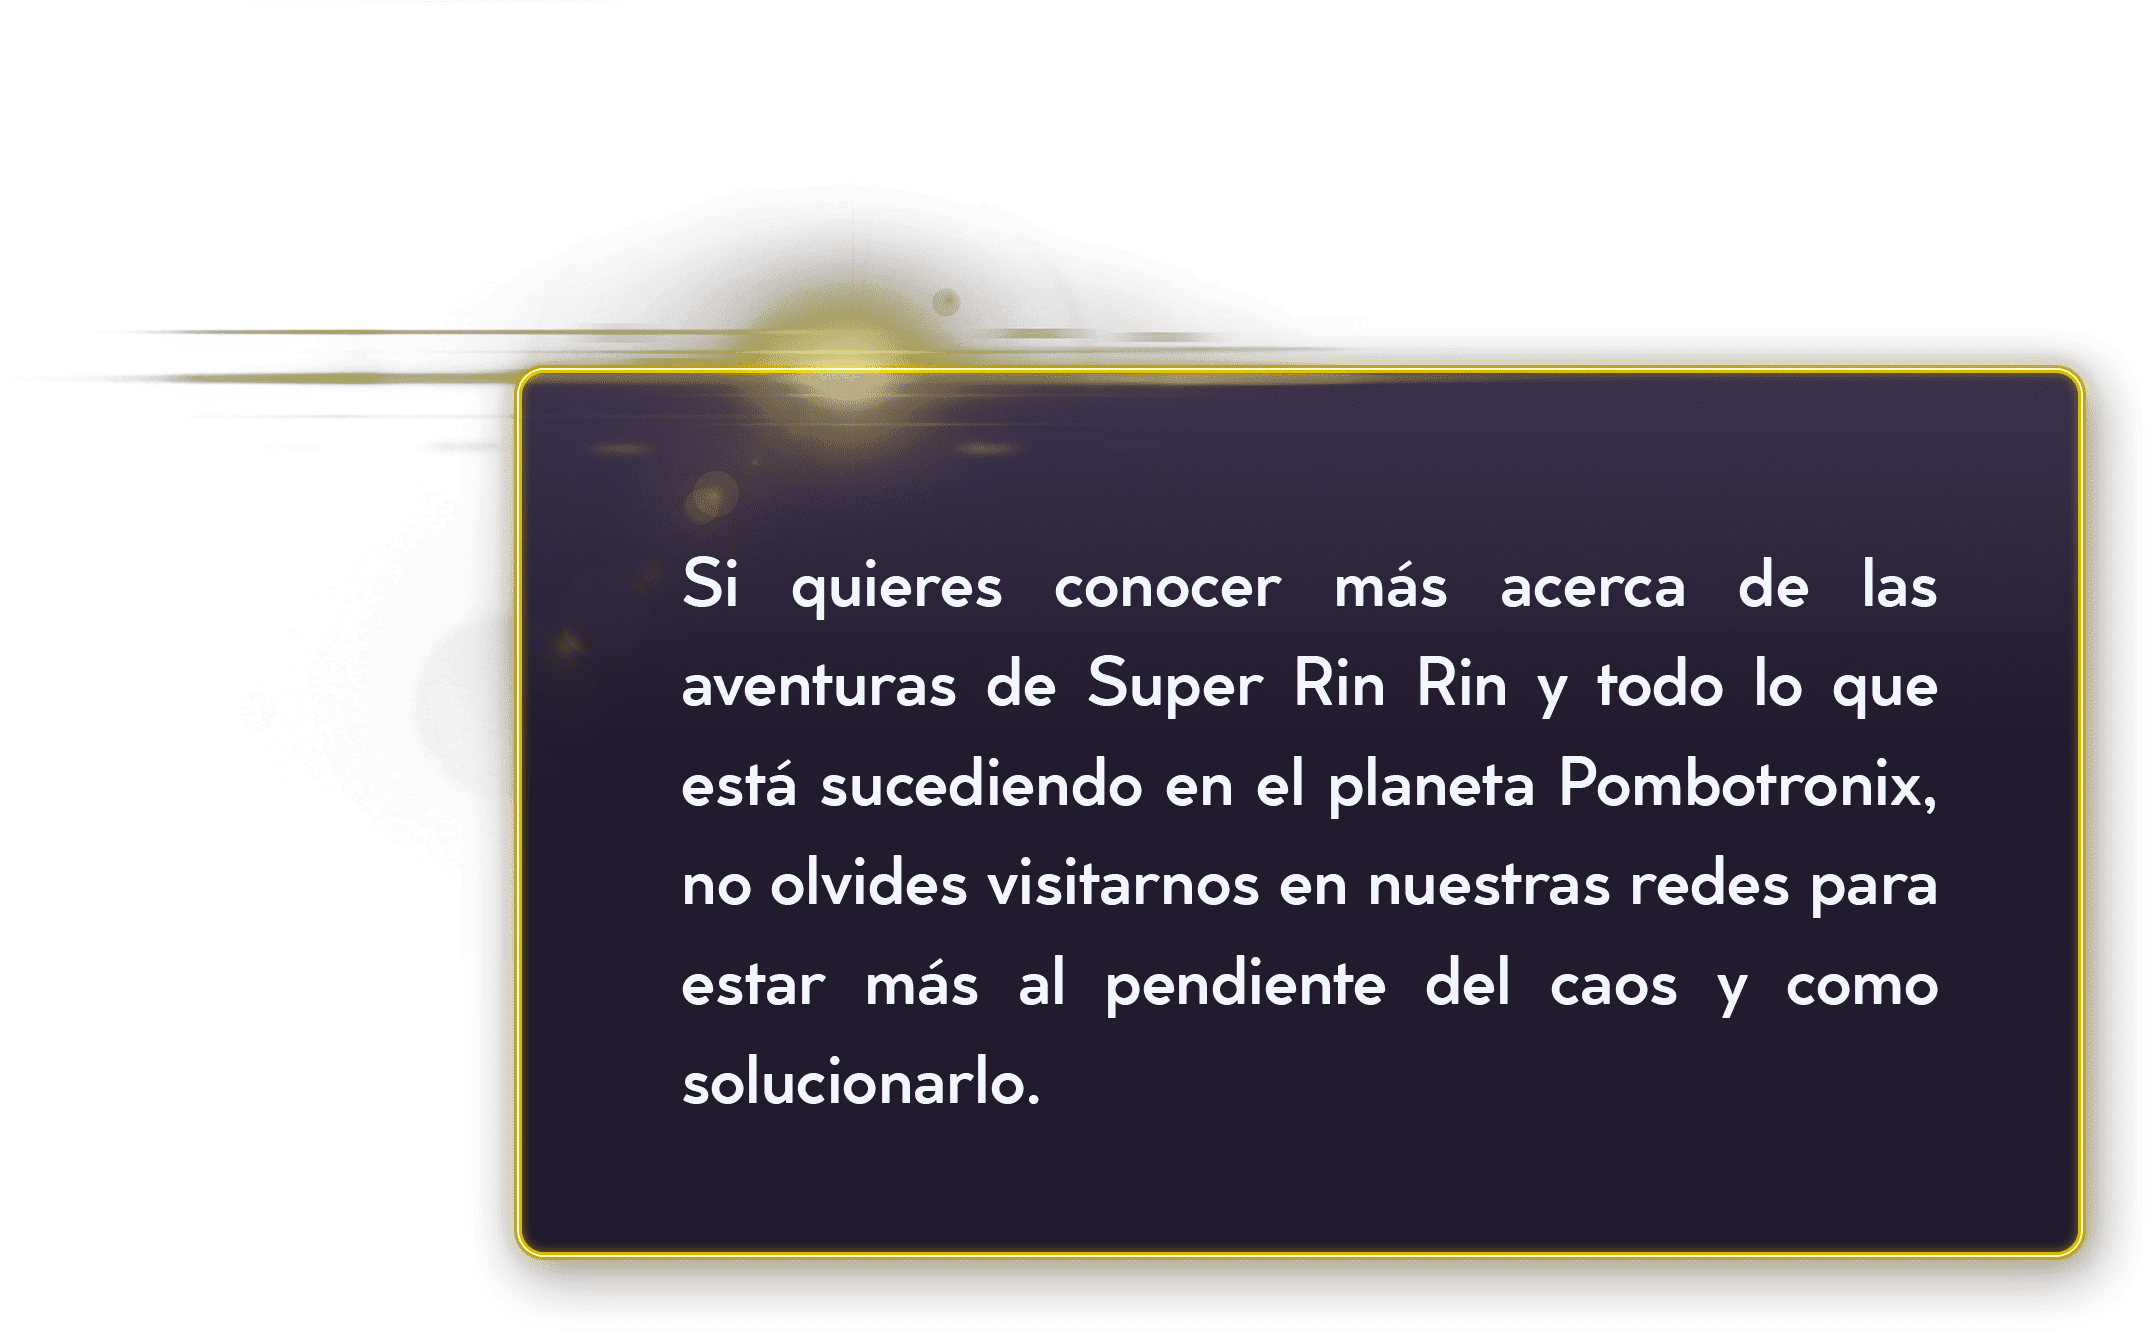 Si quieres conocer más acerca de las
aventuras de Super Rin Rin y todo lo que
está sucediendo en el planeta Pombotronix,
no olvides visitarnos en nuestras redes para
estar más al pendiente del caos y como
solucionarlo.